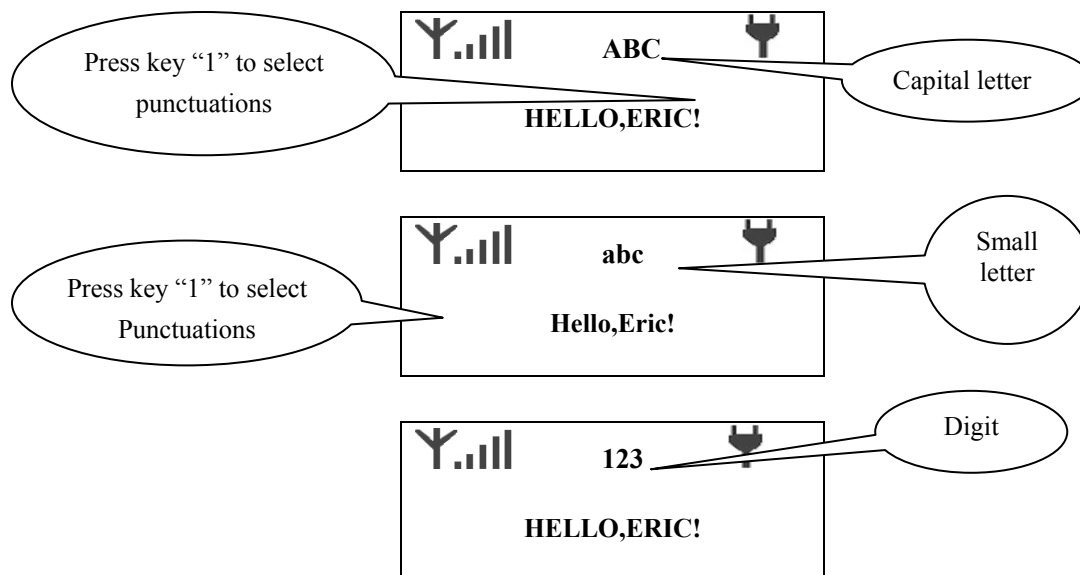 Press key “1” to select
punctuations
ABC
Capital letter
HELLO,ERIC!
Press key “1” to select
Punctuations
abc
Small
letter
Hello,Eric!
123
Digit
HELLO,ERIC!